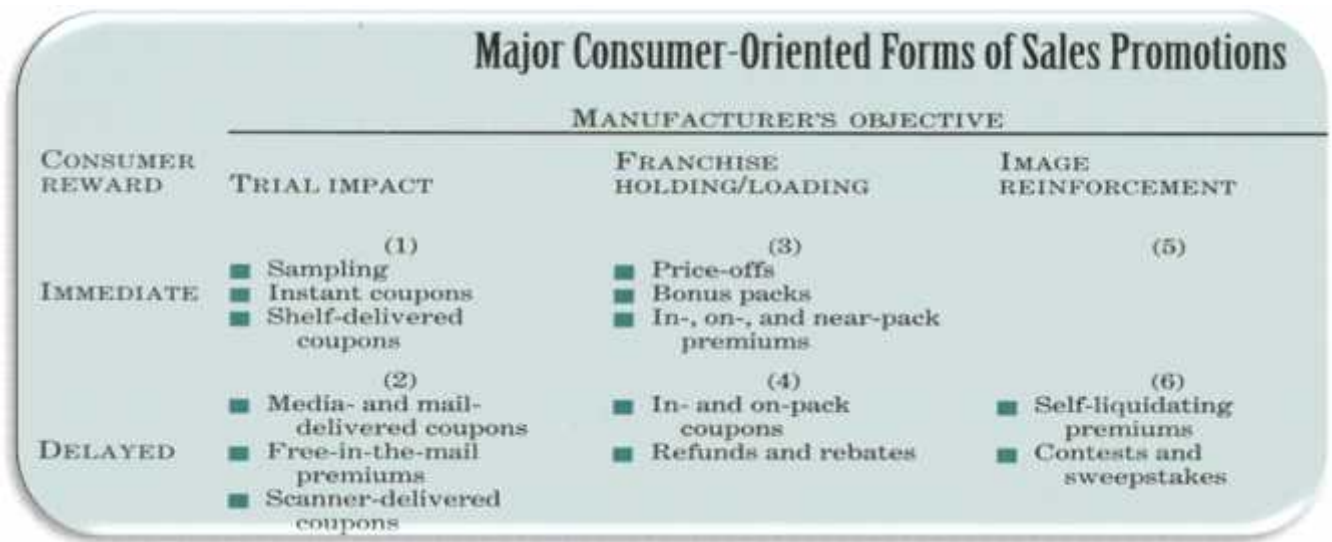 Major Consumer-Oriented Forms of Sales Promotions
MANUFACTURER'S OBJECTIVE
CONSUMER REWARD
TRIAL IMPACT
FRANCHISE HOLDING/LOADING
IMAGE REINFORCEMENT
IMMEDIATE
(1)
■ Sampling
■ Instant coupons
■ Shelf-delivered
coupons
(3)
■ Price-offs
■ Bonus packs
■ In-, on-, and near-pack
premiums
(5)
DELAYED
(2)
■ Media- and mail-
delivered coupons
■ Free-in-the-mail
premiums
■ Scanner-delivered
coupons
(4)
■ In- and on-pack
coupons
■ Refunds and rebates
(6)
■ Self-liquidating
premiums
■ Contests and
sweepstakes